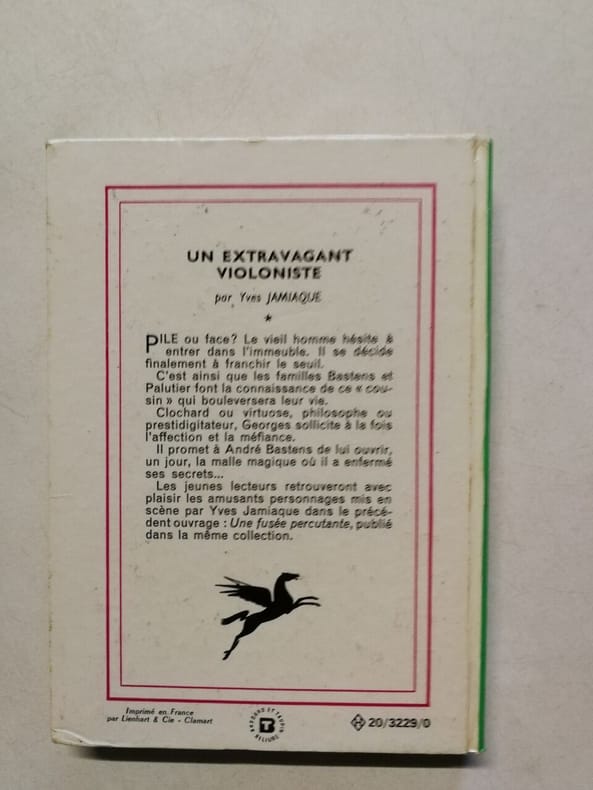 UN EXTRAVAGANT
VIOLONISTE
par Yves JAMIAQUE
★
PILE ou face? Le vieil homme hésite à
entrer dans l'immeuble. Il se décide
finalement à franchir le seuil.
C'est ainsi que les familles Bastens et
Palutier font la connaissance de ce « cou-
sin » qui bouleversera leur vie.
Clochard ou virtuose, philosophe ou
prestidigitateur, Georges sollicite à la fois
l'affection et la méfiance.
Il promet à André Bastens de lui ouvrir,
un jour, la malle magique où il a enfermé
ses secrets...
Les jeunes lecteurs retrouveront avec
plaisir les amusants personnages mis en
scène par Yves Jamiaque dans le précé-
dent ouvrage : Une fusée percutante, publié
dans la même collection.
Imprimé en France
par Lienhart & Cie - Clamart
BRODARD ET TAUPIN
RELIURE
H 20/3229/0